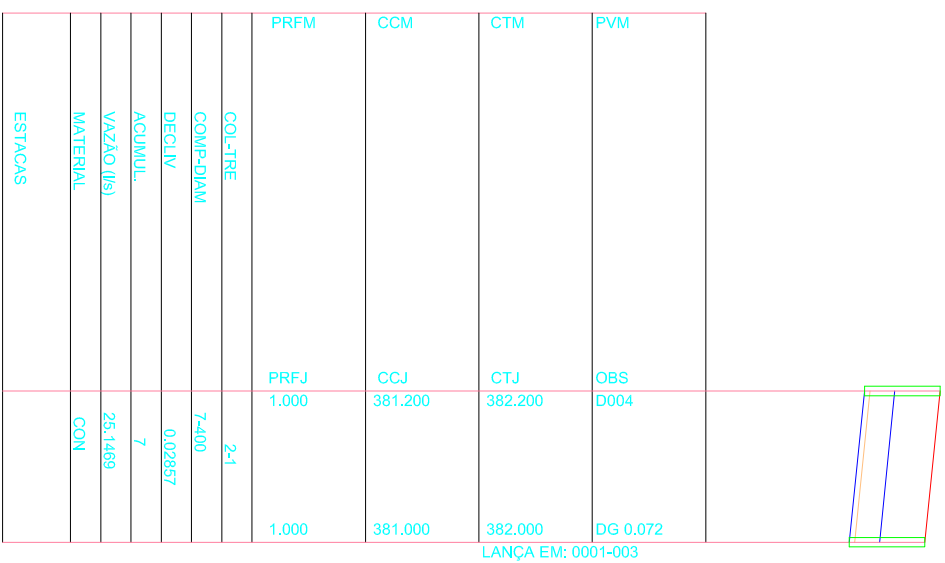 PRFM CCM CTM PVM
ESTACAS
MATERIAL
VAZÃO (l/s)
ACUMUL.
DECLIV
COMP-DIAM
COL-TRE
PRFJ CCJ CTJ OBS
1.000 381.200 382.200 D004
CON
25.1469
7
0.02857
7-400
2-1
1.000 381.000 382.000 DG 0.072
LANÇA EM: 0001-003